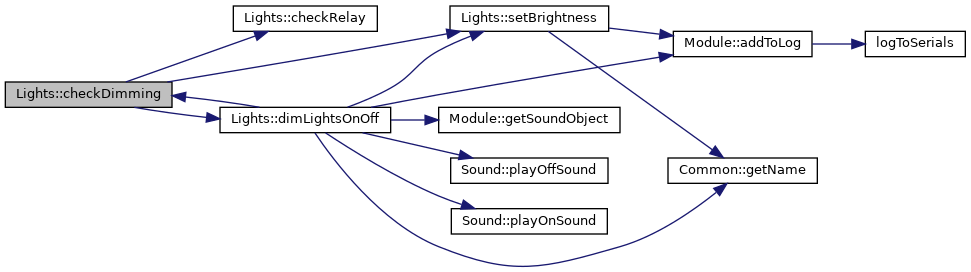 Lights::checkRelay
Lights::setBrightness
Module::addToLog
logToSerials
Lights::checkDimming
Lights::dimLightsOnOff
Module::getSoundObject
Sound::playOffSound
Common::getName
Sound::playOnSound